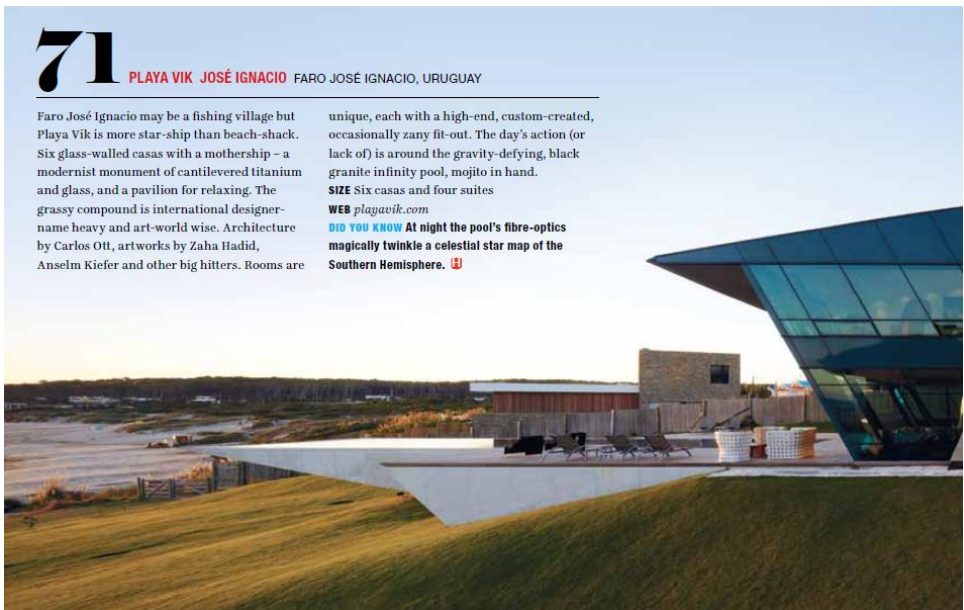 71 PLAYA VIK JOSÉ IGNACIO FARO JOSÉ IGNACIO, URUGUAY
Faro José Ignacio may be a fishing village but
Playa Vik is more star-ship than beach-shack.
Six glass-walled casas with a mothership – a
modernist monument of cantilevered titanium
and glass, and a pavilion for relaxing. The
grassy compound is international designer-
name heavy and art-world wise. Architecture
by Carlos Ott, artworks by Zaha Hadid,
Anselm Kiefer and other big hitters. Rooms are
unique, each with a high-end, custom-created,
occasionally zany fit-out. The day's action (or
lack of) is around the gravity-defying, black
granite infinity pool, mojito in hand.
SIZE Six casas and four suites
WEB playavik.com
DID YOU KNOW At night the pool's fibre-optics
magically twinkle a celestial star map of the
Southern Hemisphere. H